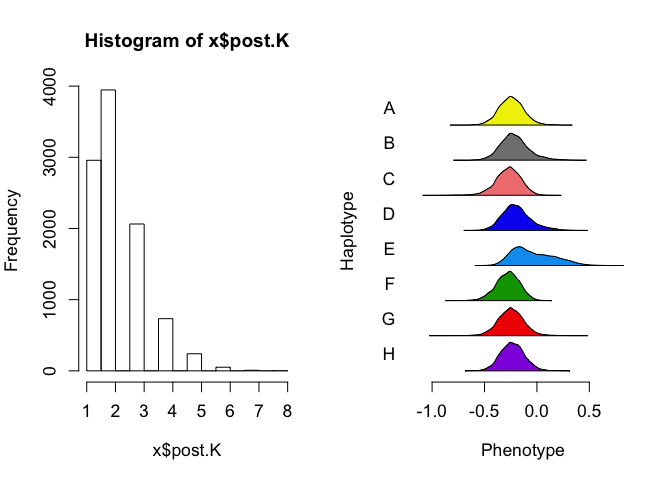 Histogram of x$post.K
Frequency
4000
3000
2000
1000
0
1 2 3 4 5 6 7 8
x$post.K
Haplotype
A
B
C
D
E
F
G
H
-1.0 -0.5 0.0 0.5
Phenotype